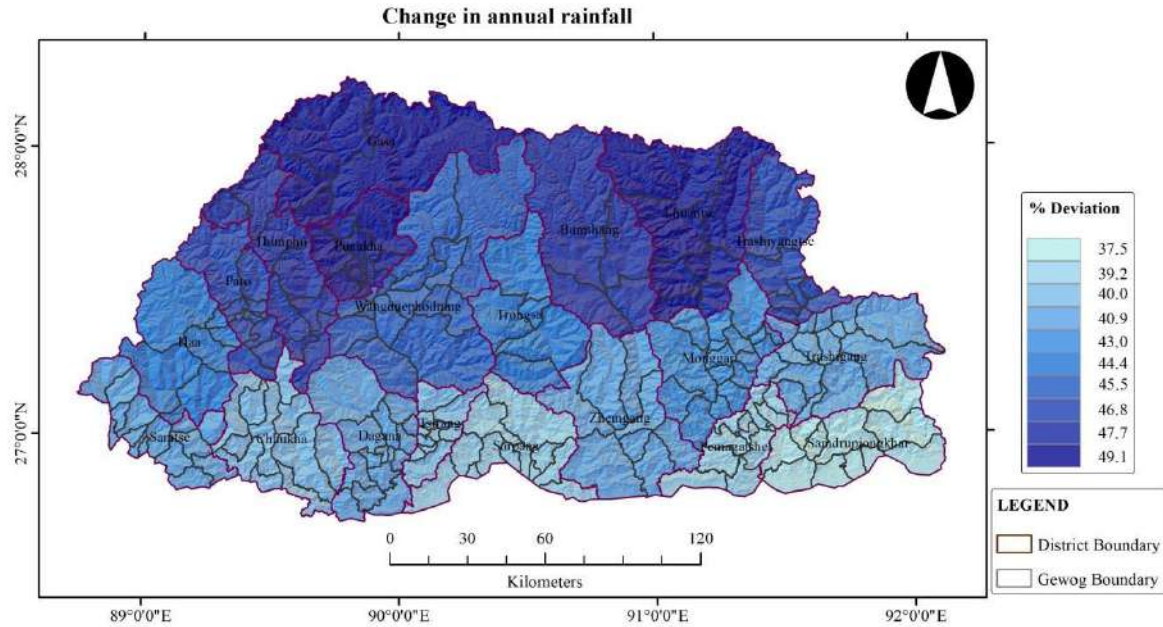 Change in annual rainfall
28°0'0"N
27°0'0"N
Gasa
Thimphu
Punakha
Bumthang
Lhuntse
Trashiyangtse
Paro
Wangduephodrang
Trongsa
Haa
Monggar
Trashigang
Samtse
Chhukha
Dagana
Tsirang
Sarpang
Zhemgang
Pemagatshel
Samdrupjongkhar
0 30 60 120
Kilometers
89°0'0"E
90°0'0"E
91°0'0"E
92°0'0"E
% Deviation
37.5
39.2
40.0
40.9
43.0
44.4
45.5
46.8
47.7
49.1
LEGEND
District Boundary
Gewog Boundary